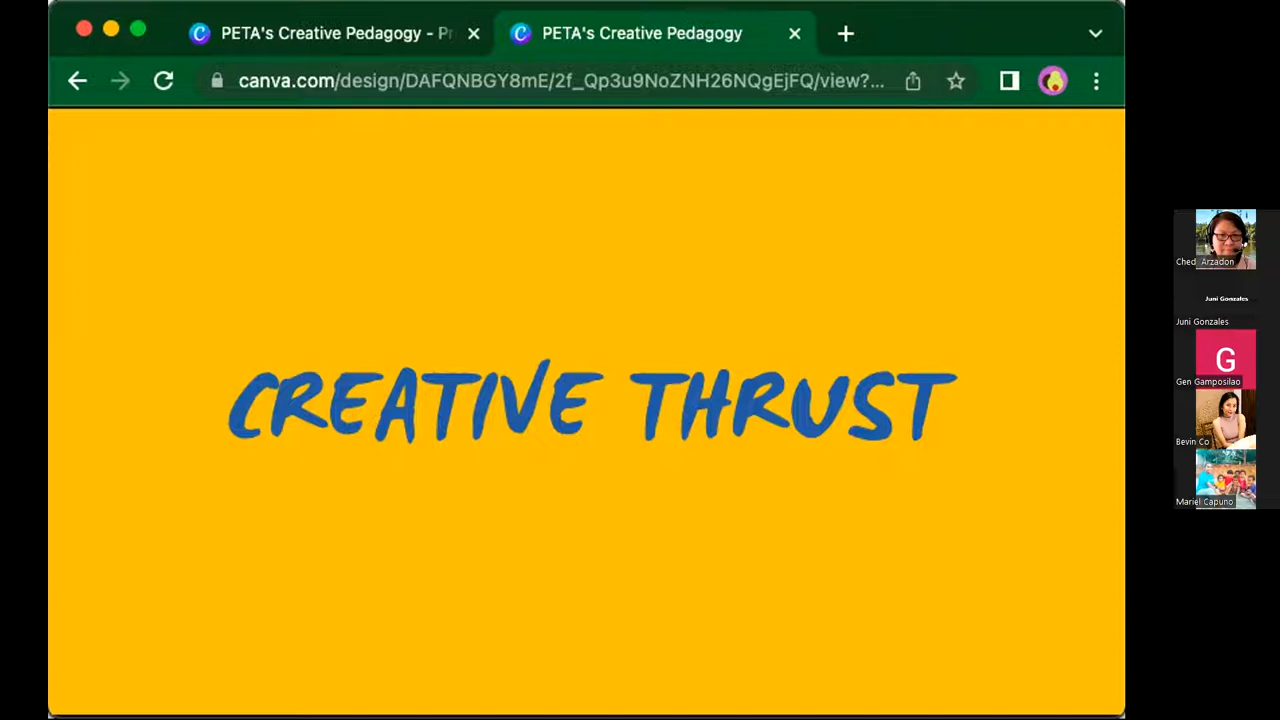 PETA's Creative Pedagogy - Pr
PETA's Creative Pedagogy
canva.com/design/DAFQNBGY8mE/2f_Qp3u9NoZNH26NQgEjFQ/view?...
CREATIVE THRUST
Ched Arzadon
Juni Gonzales
Juni Gonzales
G
Gen Gamposilao
Bevin Co
Mariel Capuno